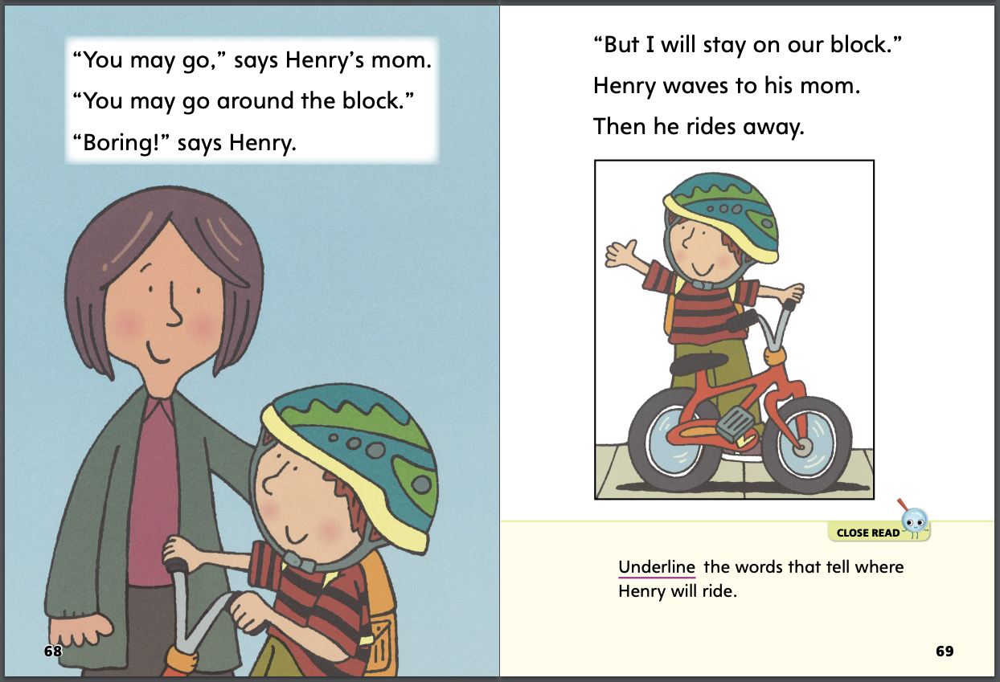 “You may go,” says Henry’s mom.
“You may go around the block.”
“Boring!” says Henry.
68
“But I will stay on our block.”
Henry waves to his mom.
Then he rides away.
CLOSE READ
Underline the words that tell where
Henry will ride.
69